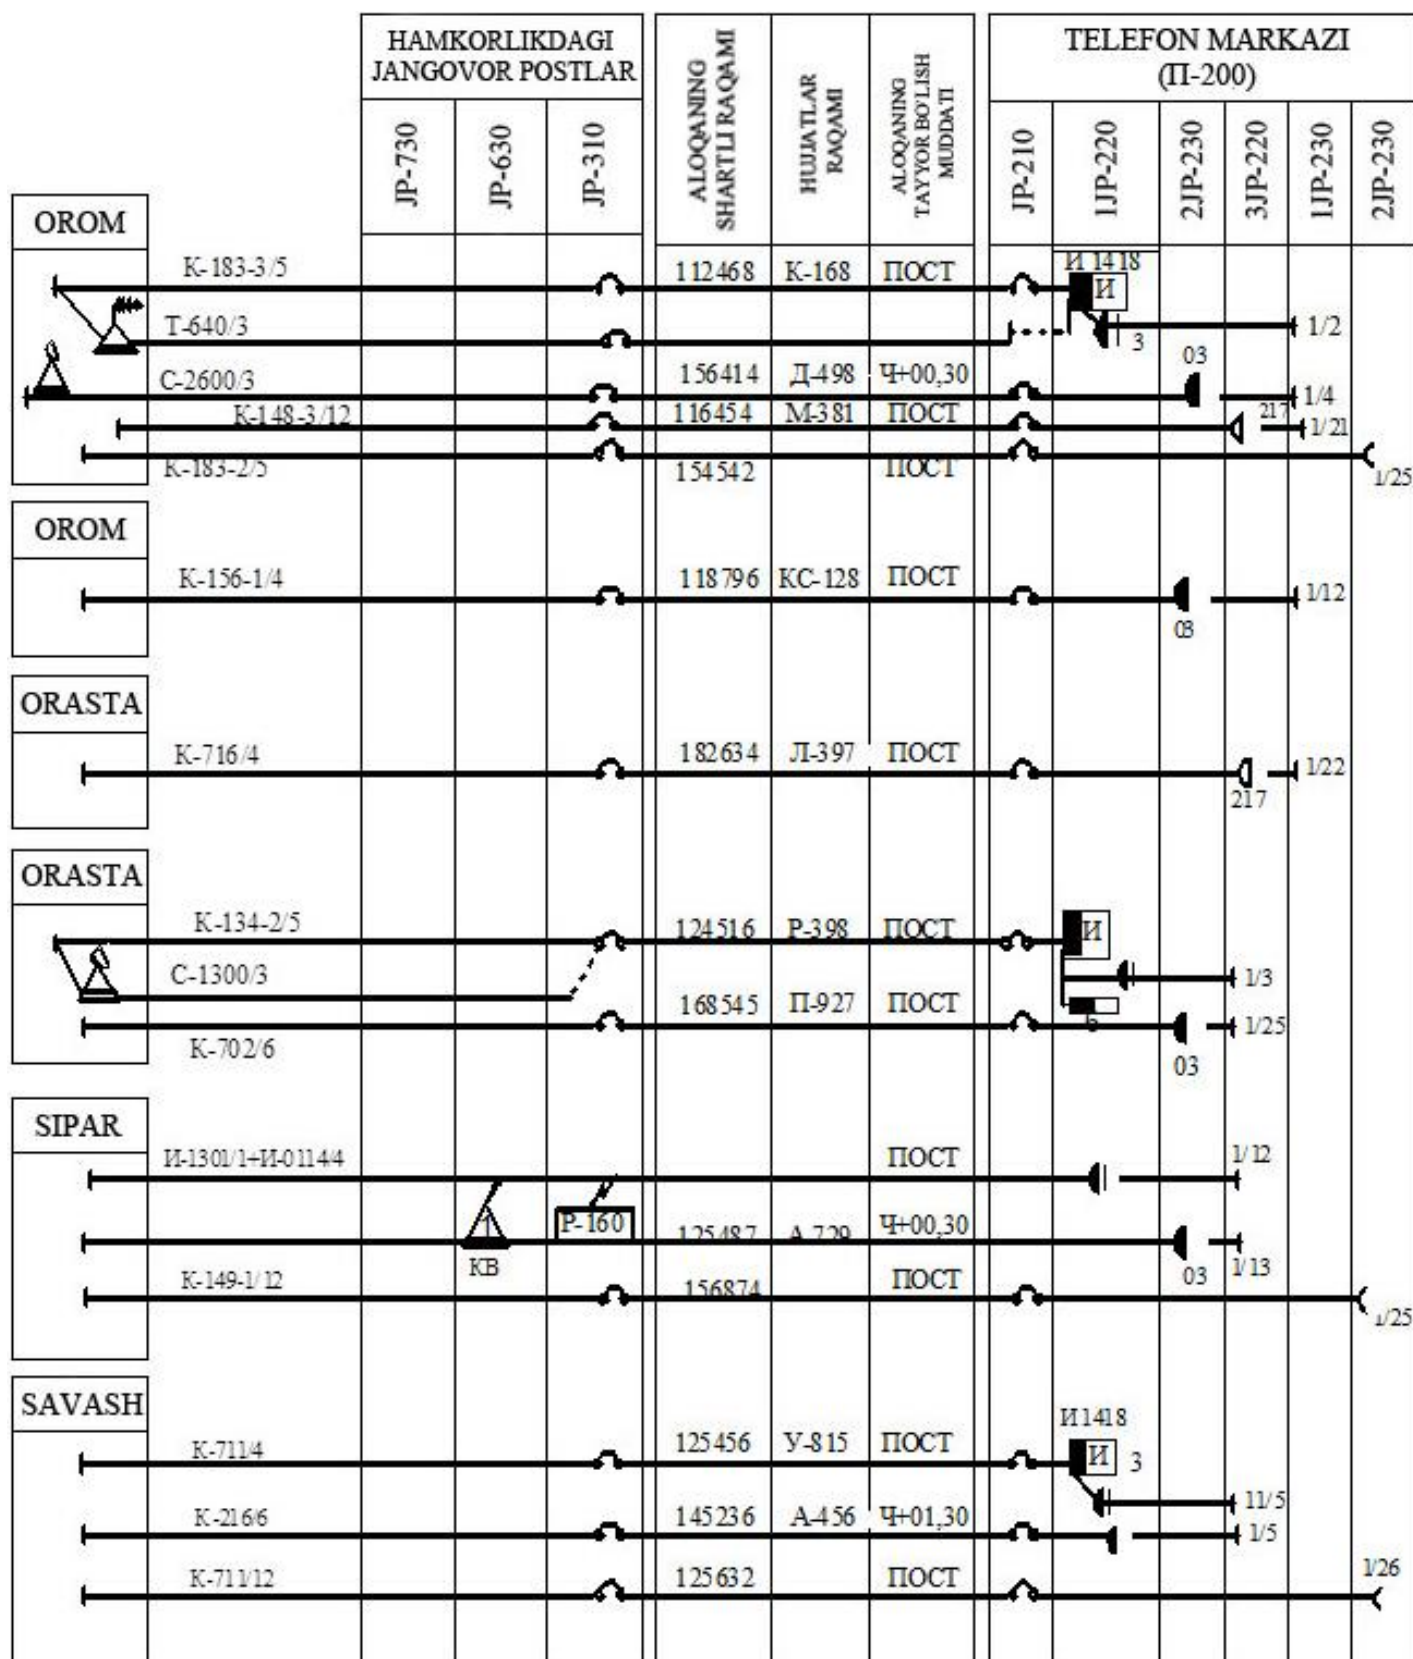 HAMKORLIKDAGI
JANGOVOR POSTLAR
ALOQANING
SHARTLI RAQAMI
HUJJATLAR
RAQAMI
ALOQANING
TAYYOR BO'LISH
MUDDATI
TELEFON MARKAZI
(П-200)
JP-730
JP-630
JP-310
JP-210
1JP-220
2JP-230
3JP-220
1JP-230
2JP-230
OROM
К-183-3/5 112468 К-168 ПОСТ И 1418
И
Т-640/3 3 1/2
03
С-2600/3 156414 Д-498 Ч+00,30 1/4
К-148-3/12 116454 М-381 ПОСТ 217 1/21
К-183-2/5 154542 ПОСТ 1/25
OROM
К-156-1/4 118796 КС-128 ПОСТ 1/12
03
ORASTA
К-716/4 182634 Л-397 ПОСТ 1/22
217
ORASTA
К-134-2/5 124516 Р-398 ПОСТ И
С-1300/3 1/3
168545 П-927 ПОСТ 1/25
К-702/6 03
SIPAR
И-1301/1+И-0114/4 ПОСТ 1/12
1 Р-160 125487 А-729 Ч+00,30
КВ 03 1/13
К-149-1/12 156874 ПОСТ 1/25
SAVASH
И1418
К-711/4 125456 У-815 ПОСТ И 3
11/5
К-216/6 145236 А-456 Ч+01,30 1/5
К-711/12 125632 ПОСТ 1/26